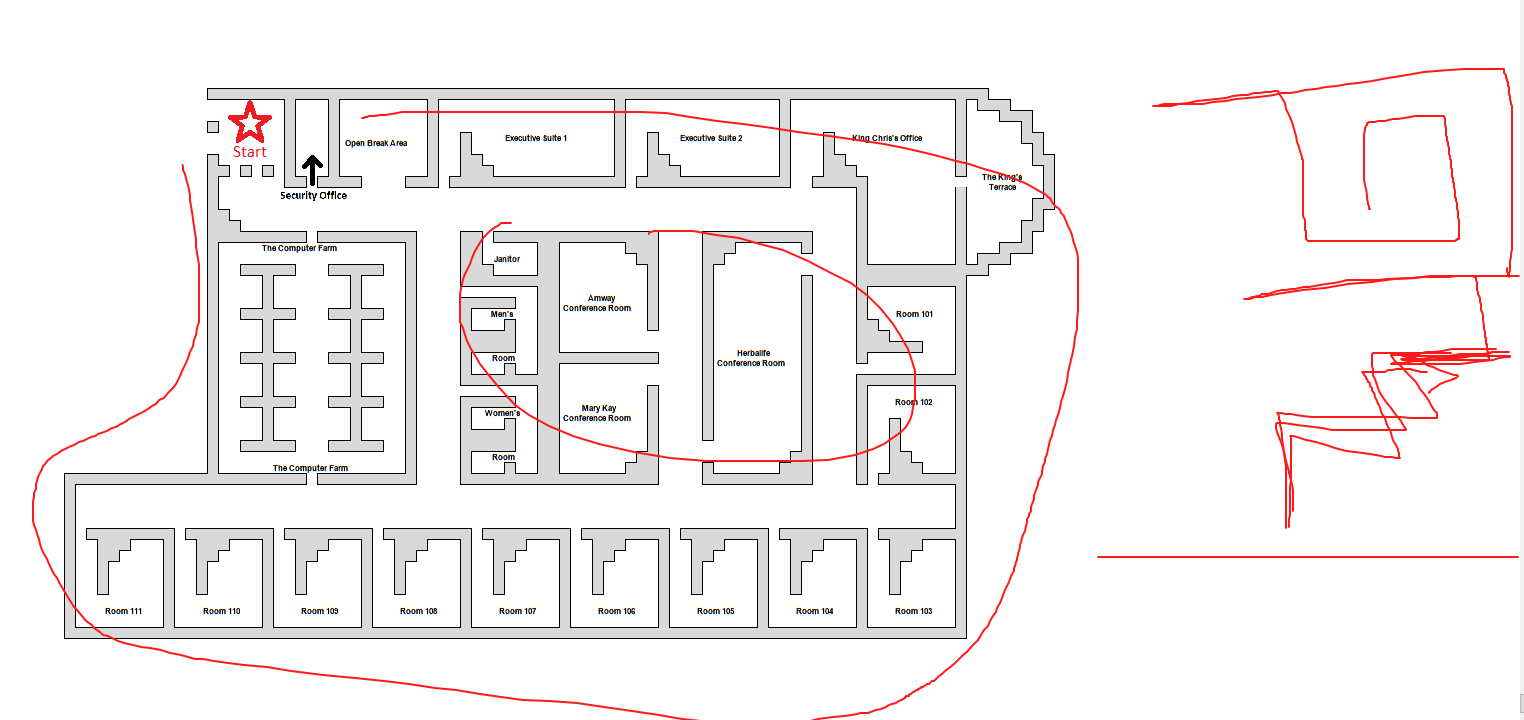 Start
Open Break Area
Executive Suite 1
Executive Suite 2
King Chris's Office
The King's
Terrace
Security Office
The Computer Farm
Janitor
Amway
Conference Room
Men's
Room
Herbalife
Conference Room
Room 101
Mary Kay
Conference Room
Women's
Room
Room 102
The Computer Farm
Room 111
Room 110
Room 109
Room 108
Room 107
Room 106
Room 105
Room 104
Room 103